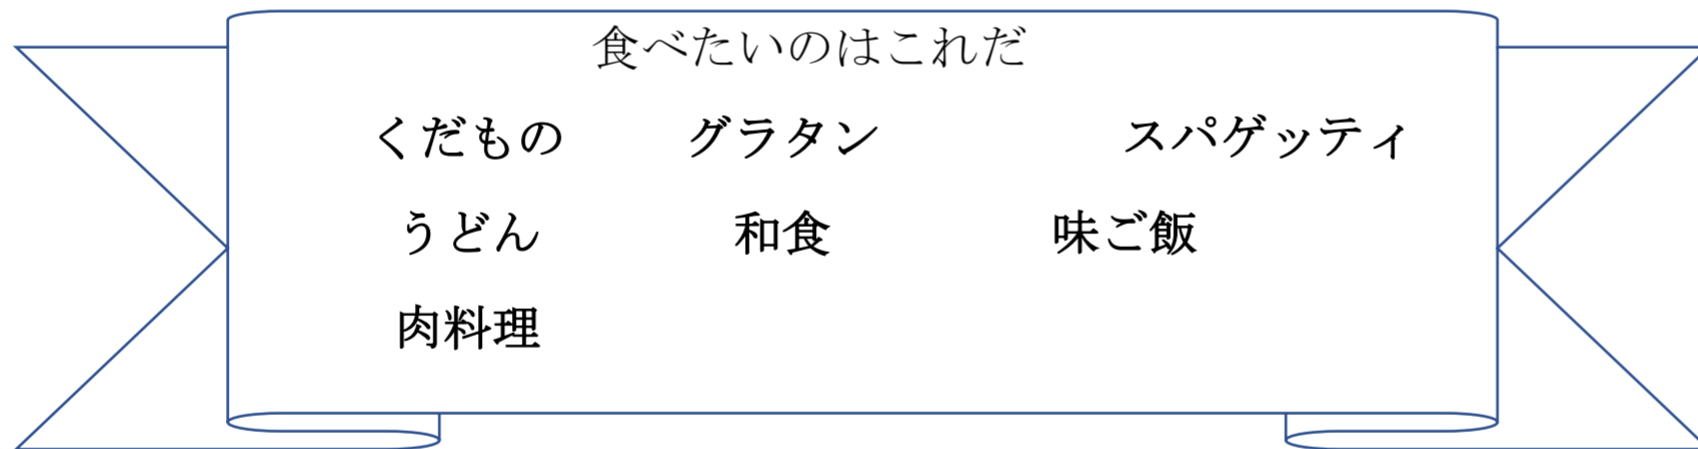 食べたいのはこれだ
くだもの グラタン スパゲッティ
うどん 和食 味ご飯
肉料理